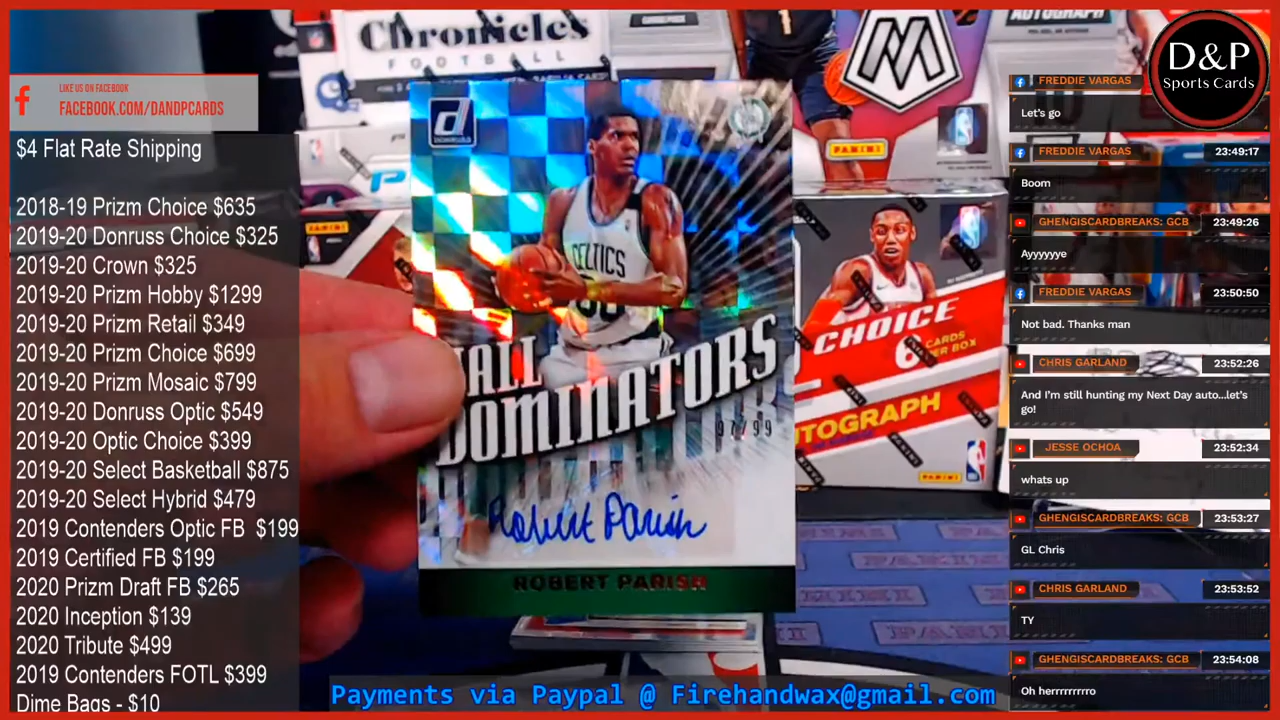 LIKE US ON FACEBOOK
FACEBOOK.COM/DANDPCARDS
$4 Flat Rate Shipping
2018-19 Prizm Choice $635
2019-20 Donruss Choice $325
2019-20 Crown $325
2019-20 Prizm Hobby $1299
2019-20 Prizm Retail $349
2019-20 Prizm Choice $699
2019-20 Prizm Mosaic $799
2019-20 Donruss Optic $549
2019-20 Optic Choice $399
2019-20 Select Basketball $875
2019-20 Select Hybrid $479
2019 Contenders Optic FB $199
2019 Certified FB $199
2020 Prizm Draft FB $265
2020 Inception $139
2020 Tribute $499
2019 Contenders FOTL $399
Dime Bags - $10
Chronicles
FOOTBALL
AUTOGRAPH
PANINI
DONRUSS
CELTICS
HALL
DOMINATORS
97/99
Robert Parish
ROBERT PARISH
CHOICE
6 CARDS
PER BOX
AUTOGRAPH
PANINI
Payments via Paypal @ Firehandwax@gmail.com
D&P
Sports Cards
FREDDIE VARGAS
Let's go
FREDDIE VARGAS 23:49:17
Boom
GHENGISCARDBREAKS: GCB 23:49:26
Ayyyyyye
FREDDIE VARGAS 23:50:50
Not bad. Thanks man
CHRIS GARLAND 23:52:26
And I'm still hunting my Next Day auto...let's
go!
JESSE OCHOA 23:52:34
whats up
GHENGISCARDBREAKS: GCB 23:53:27
GL Chris
CHRIS GARLAND 23:53:52
TY
GHENGISCARDBREAKS: GCB 23:54:08
Oh herrrrrrrrro